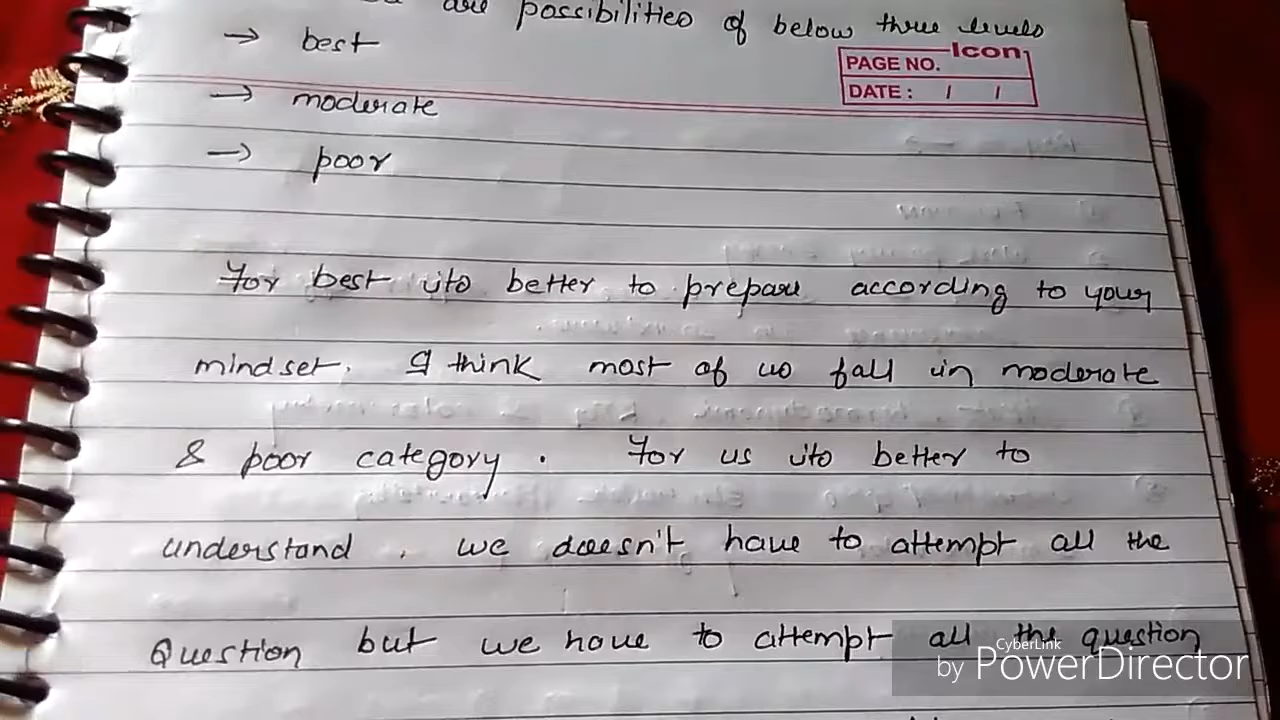 are possibilities of below three levels
→ best
Icon
PAGE NO.
DATE : / /
→ moderate
→ poor
For best its better to prepare according to your
mindset. I think most of us fall in moderate
& poor category. For us its better to
understand, we doesn't have to attempt all the
Question but we have to attempt all the question
CyberLink
by PowerDirector